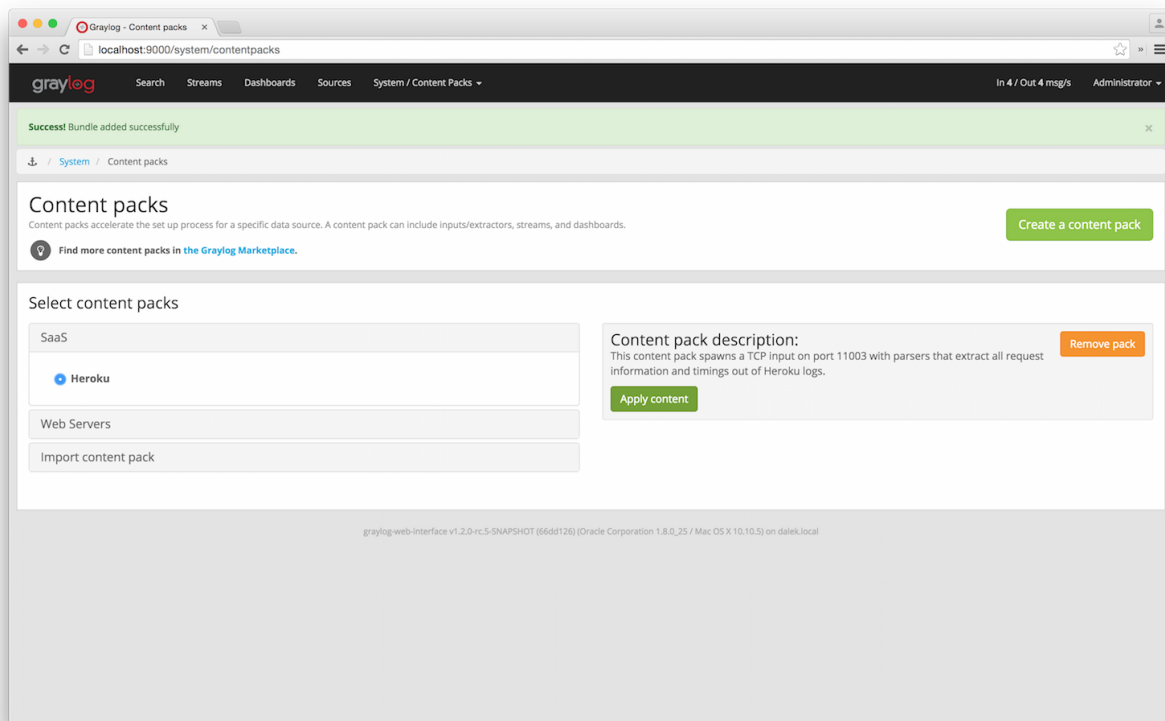 Graylog - Content packs ×
localhost:9000/system/contentpacks
»
graylog Search Streams Dashboards Sources System / Content Packs In 4 / Out 4 msg/s Administrator
Success! Bundle added successfully ×
/ System / Content packs
Content packs
Content packs accelerate the set up process for a specific data source. A content pack can include inputs/extractors, streams, and dashboards.
Create a content pack
Find more content packs in the Graylog Marketplace.
Select content packs
SaaS
Heroku
Web Servers
Import content pack
Content pack description:
Remove pack
This content pack spawns a TCP input on port 11003 with parsers that extract all request
information and timings out of Heroku logs.
Apply content
graylog-web-interface v1.2.0-rc.5-SNAPSHOT (66dd126) (Oracle Corporation 1.8.0_25 / Mac OS X 10.10.5) on dalek.local